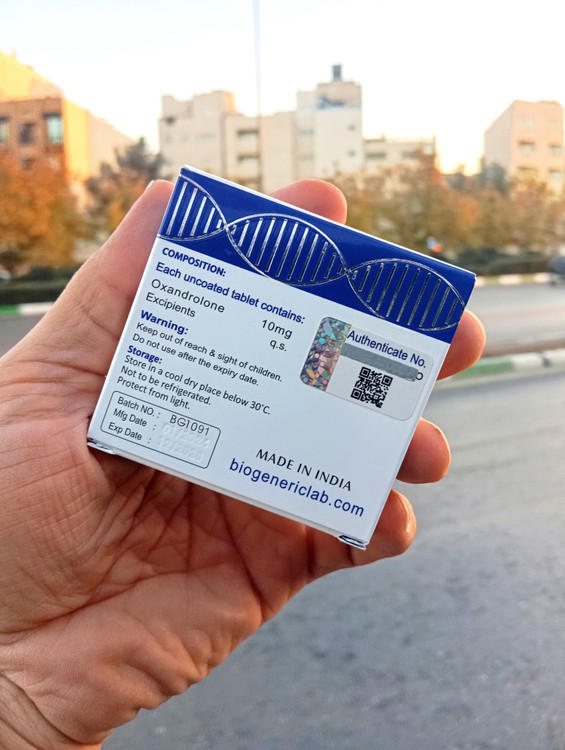 COMPOSITION:
Each uncoated tablet contains:
Oxandrolone 10mg
Excipients q.s.
Warning:
Keep out of reach & sight of children.
Do not use after the expiry date.
Storage:
Store in a cool dry place below 30°C.
Not to be refrigerated.
Protect from light.
Batch NO. : BG1091
Mfg Date :
Exp Date :
Authenticate No.
MADE IN INDIA
biogenericlab.com